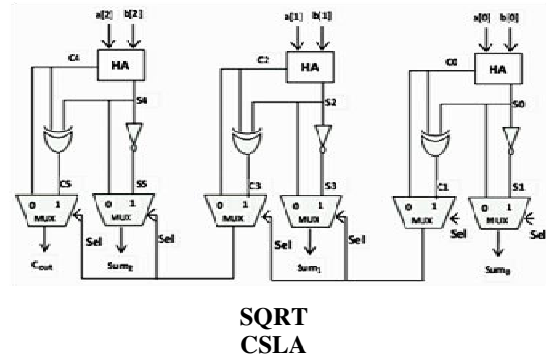 a[2] b[2] a[1] b[1] a[0] b[0]
C4 HA C2 HA C0 HA
S4 S2 S0
C5 S5 C3 S3 C1 S1
0 1 0 1 0 1 0 1 0 1 0 1
MUX MUX MUX MUX MUX MUX
Sel Sel Sel Sel Sel Sel
Cout Sum2 Sum1 Sum0
SQRT
CSLA